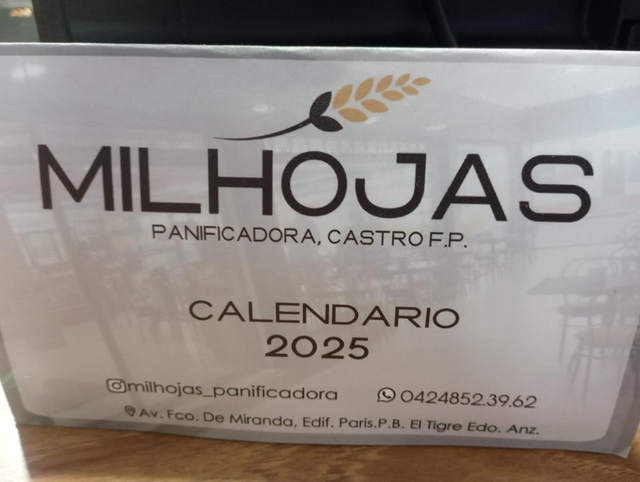 MILHOJAS
PANIFICADORA, CASTRO F.P.
CALENDARIO
2025
milhojas_panificadora 0424852.39.62
Av. Fco. De Miranda, Edif. Paris.P.B. El Tigre Edo. Anz.